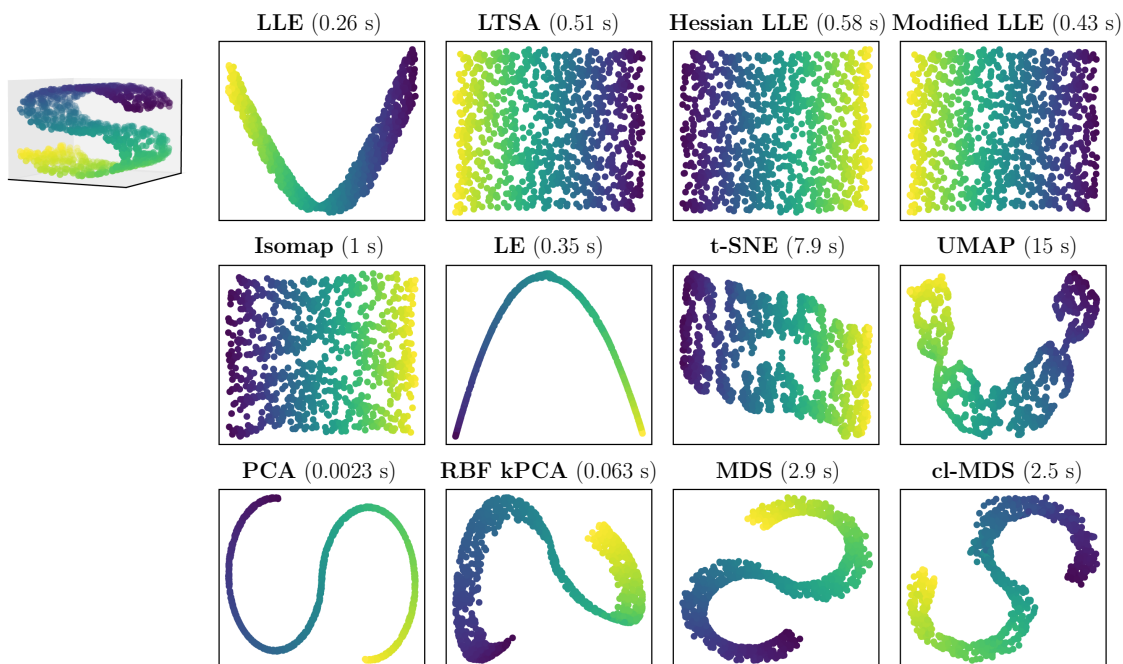 LLE (0.26 s) LTSA (0.51 s) Hessian LLE (0.58 s) Modified LLE (0.43 s)
Isomap (1 s) LE (0.35 s) t-SNE (7.9 s) UMAP (15 s)
PCA (0.0023 s) RBF kPCA (0.063 s) MDS (2.9 s) cl-MDS (2.5 s)